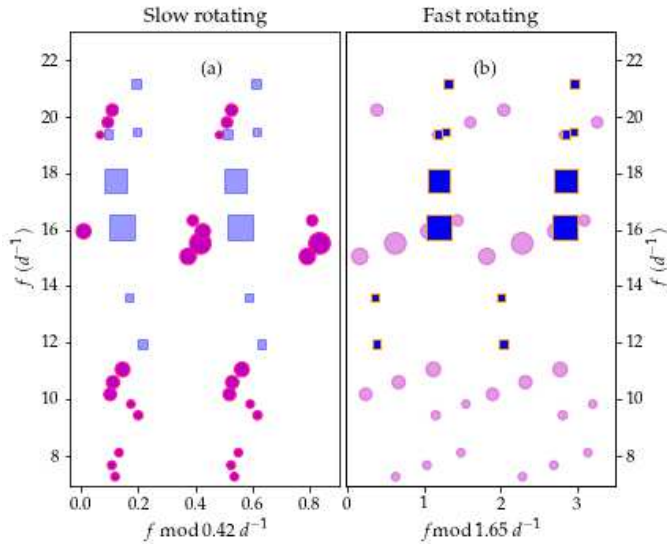 Slow rotating
Fast rotating
(a)
(b)
22
20
18
16
14
12
10
8
f (d⁻¹)
22
20
18
16
14
12
10
8
f (d⁻¹)
0.0 0.2 0.4 0.6 0.8
0 1 2 3
f mod 0.42 d⁻¹
f mod 1.65 d⁻¹